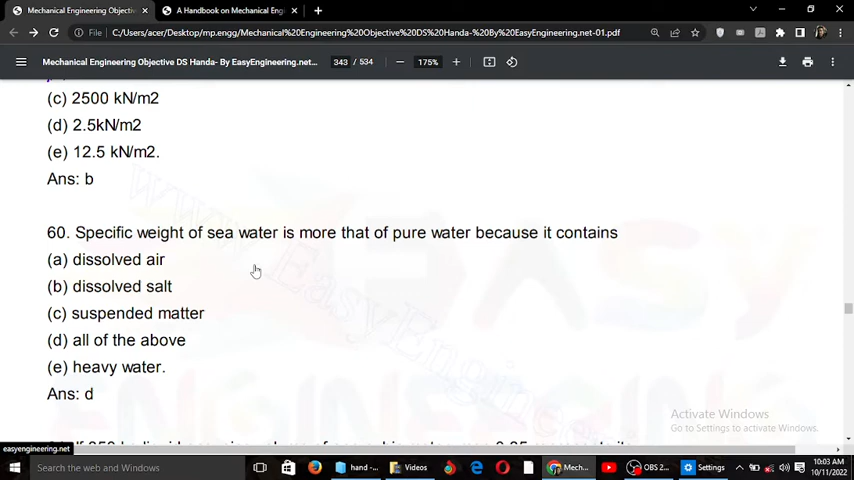 Mechanical Engineering Objectiv
A Handbook on Mechanical Eng
File
C:/Users/acer/Desktop/mp.engg/Mechanical%20Engineering%20Objective%20DS%20Handa-%20By%20EasyEngineering.net-01.pdf
Mechanical Engineering Objective DS Handa- By EasyEngineering.net...
343 / 534
175%
(c) 2500 kN/m2
(d) 2.5kN/m2
(e) 12.5 kN/m2.
Ans: b
60. Specific weight of sea water is more that of pure water because it contains
(a) dissolved air
(b) dissolved salt
(c) suspended matter
(d) all of the above
(e) heavy water.
Ans: d
Activate Windows
Go to Settings to activate Windows.
easyengineering.net
Search the web and Windows
hand -...
Videos
Mech...
OBS 2...
Settings
10:03 AM
10/11/2022